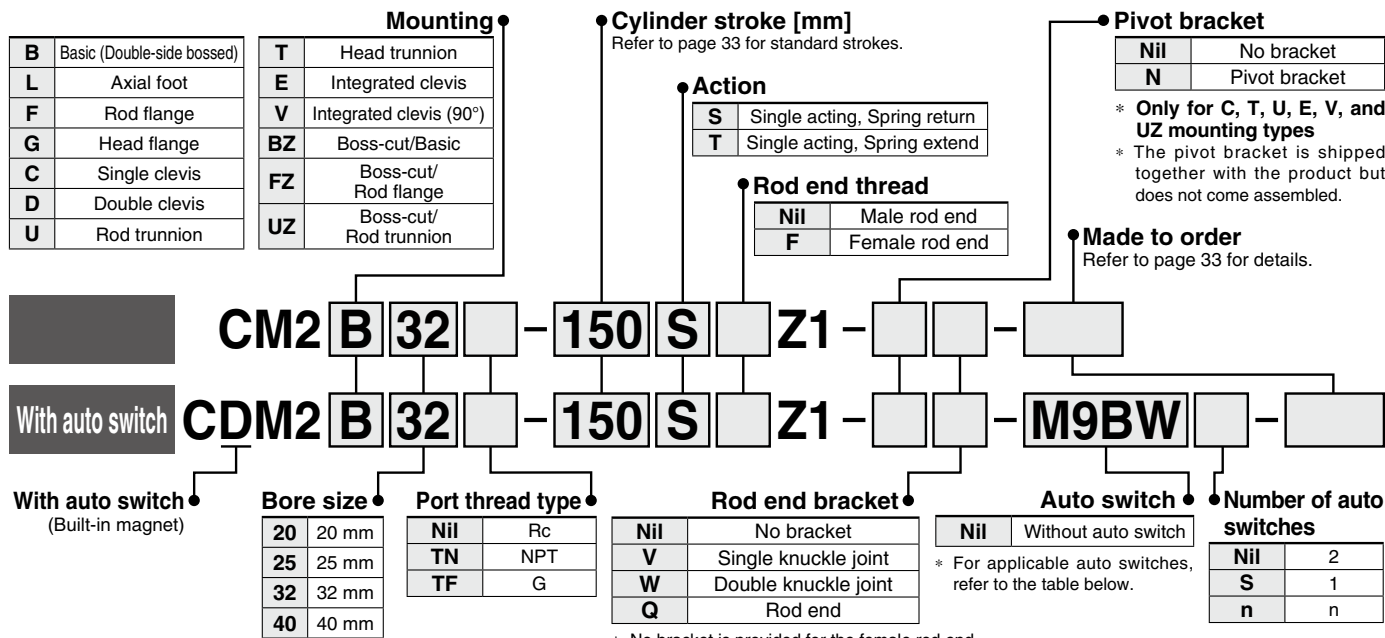 Mounting
B Basic (Double-side bossed)
L Axial foot
F Rod flange
G Head flange
C Single clevis
D Double clevis
U Rod trunnion
T Head trunnion
E Integrated clevis
V Integrated clevis (90°)
BZ Boss-cut/Basic
FZ Boss-cut/
Rod flange
UZ Boss-cut/
Rod trunnion
Cylinder stroke [mm]
Refer to page 33 for standard strokes.
Action
S Single acting, Spring return
T Single acting, Spring extend
Rod end thread
Nil Male rod end
F Female rod end
Pivot bracket
Nil No bracket
N Pivot bracket
* Only for C, T, U, E, V, and
UZ mounting types
* The pivot bracket is shipped
together with the product but
does not come assembled.
Made to order
Refer to page 33 for details.
CM2 B 32 – 150 S Z1 – –
With auto switch CDM2 B 32 – 150 S Z1 – – M9BW –
With auto switch
(Built-in magnet)
Bore size
20 20 mm
25 25 mm
32 32 mm
40 40 mm
Port thread type
Nil Rc
TN NPT
TF G
Rod end bracket
Nil No bracket
V Single knuckle joint
W Double knuckle joint
Q Rod end
* No bracket is provided for the female rod end
Auto switch
Nil Without auto switch
* For applicable auto switches,
refer to the table below.
Number of auto
switches
Nil 2
S 1
n n